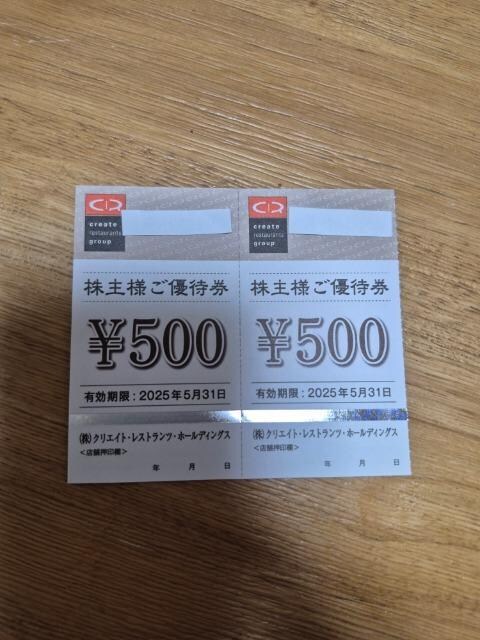 CR
create
restaurants
group
株主様ご優待券
¥500
有効期限：2025年5月31日
(株)クリエイト・レストランツ・ホールディングス
<店舗押印欄>
年 月 日
CR
create
restaurants
group
株主様ご優待券
¥500
有効期限：2025年5月31日
(株)クリエイト・レストランツ・ホールディングス
<店舗押印欄>
年 月 日